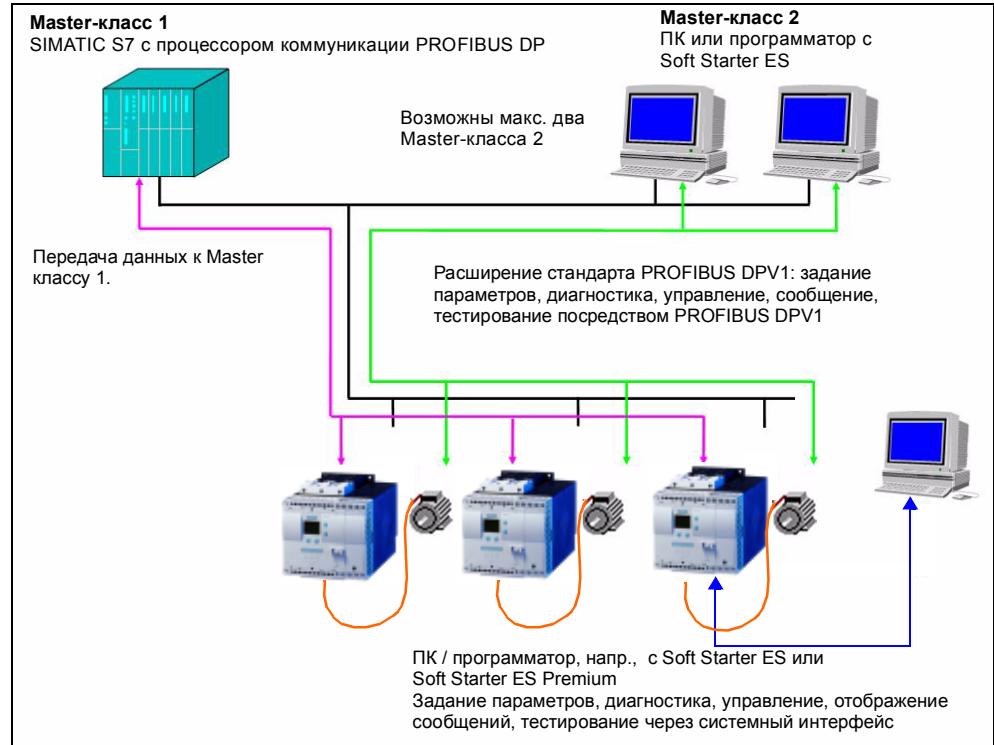 Master-класс 1
SIMATIC S7 с процессором коммуникации PROFIBUS DP
Master-класс 2
ПК или программатор с
Soft Starter ES
Возможны макс. два
Master-класса 2
Передача данных к Master
классу 1.
Расширение стандарта PROFIBUS DPV1: задание
параметров, диагностика, управление, сообщение,
тестирование посредством PROFIBUS DPV1
ПК / программатор, напр., с Soft Starter ES или
Soft Starter ES Premium
Задание параметров, диагностика, управление, отображение
сообщений, тестирование через системный интерфейс